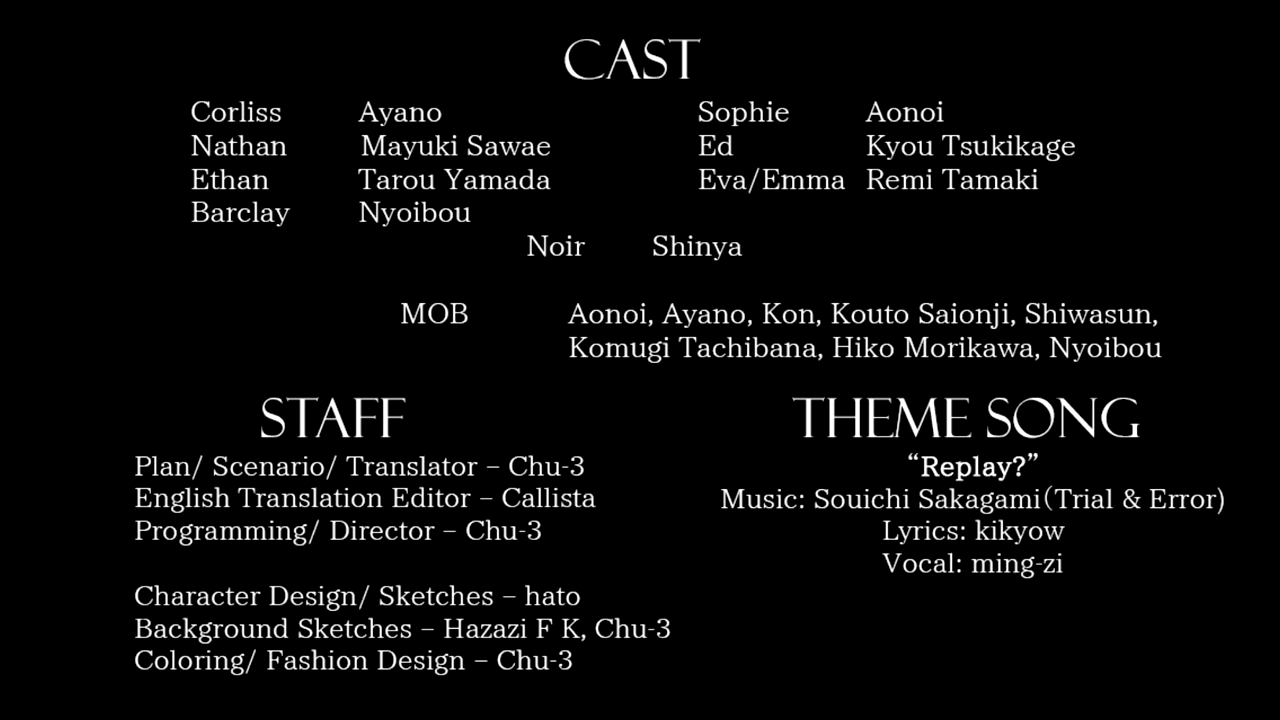 CAST
Corliss Ayano Sophie Aonoi
Nathan Mayuki Sawae Ed Kyou Tsukikage
Ethan Tarou Yamada Eva/Emma Remi Tamaki
Barclay Nyoibou
Noir Shinya
MOB Aonoi, Ayano, Kon, Kouto Saionji, Shiwasun,
Komugi Tachibana, Hiko Morikawa, Nyoibou
STAFF
Plan/ Scenario/ Translator – Chu-3
English Translation Editor – Callista
Programming/ Director – Chu-3
Character Design/ Sketches – hato
Background Sketches – Hazazi F K, Chu-3
Coloring/ Fashion Design – Chu-3
THEME SONG
“Replay?”
Music: Souichi Sakagami(Trial & Error)
Lyrics: kikyow
Vocal: ming-zi